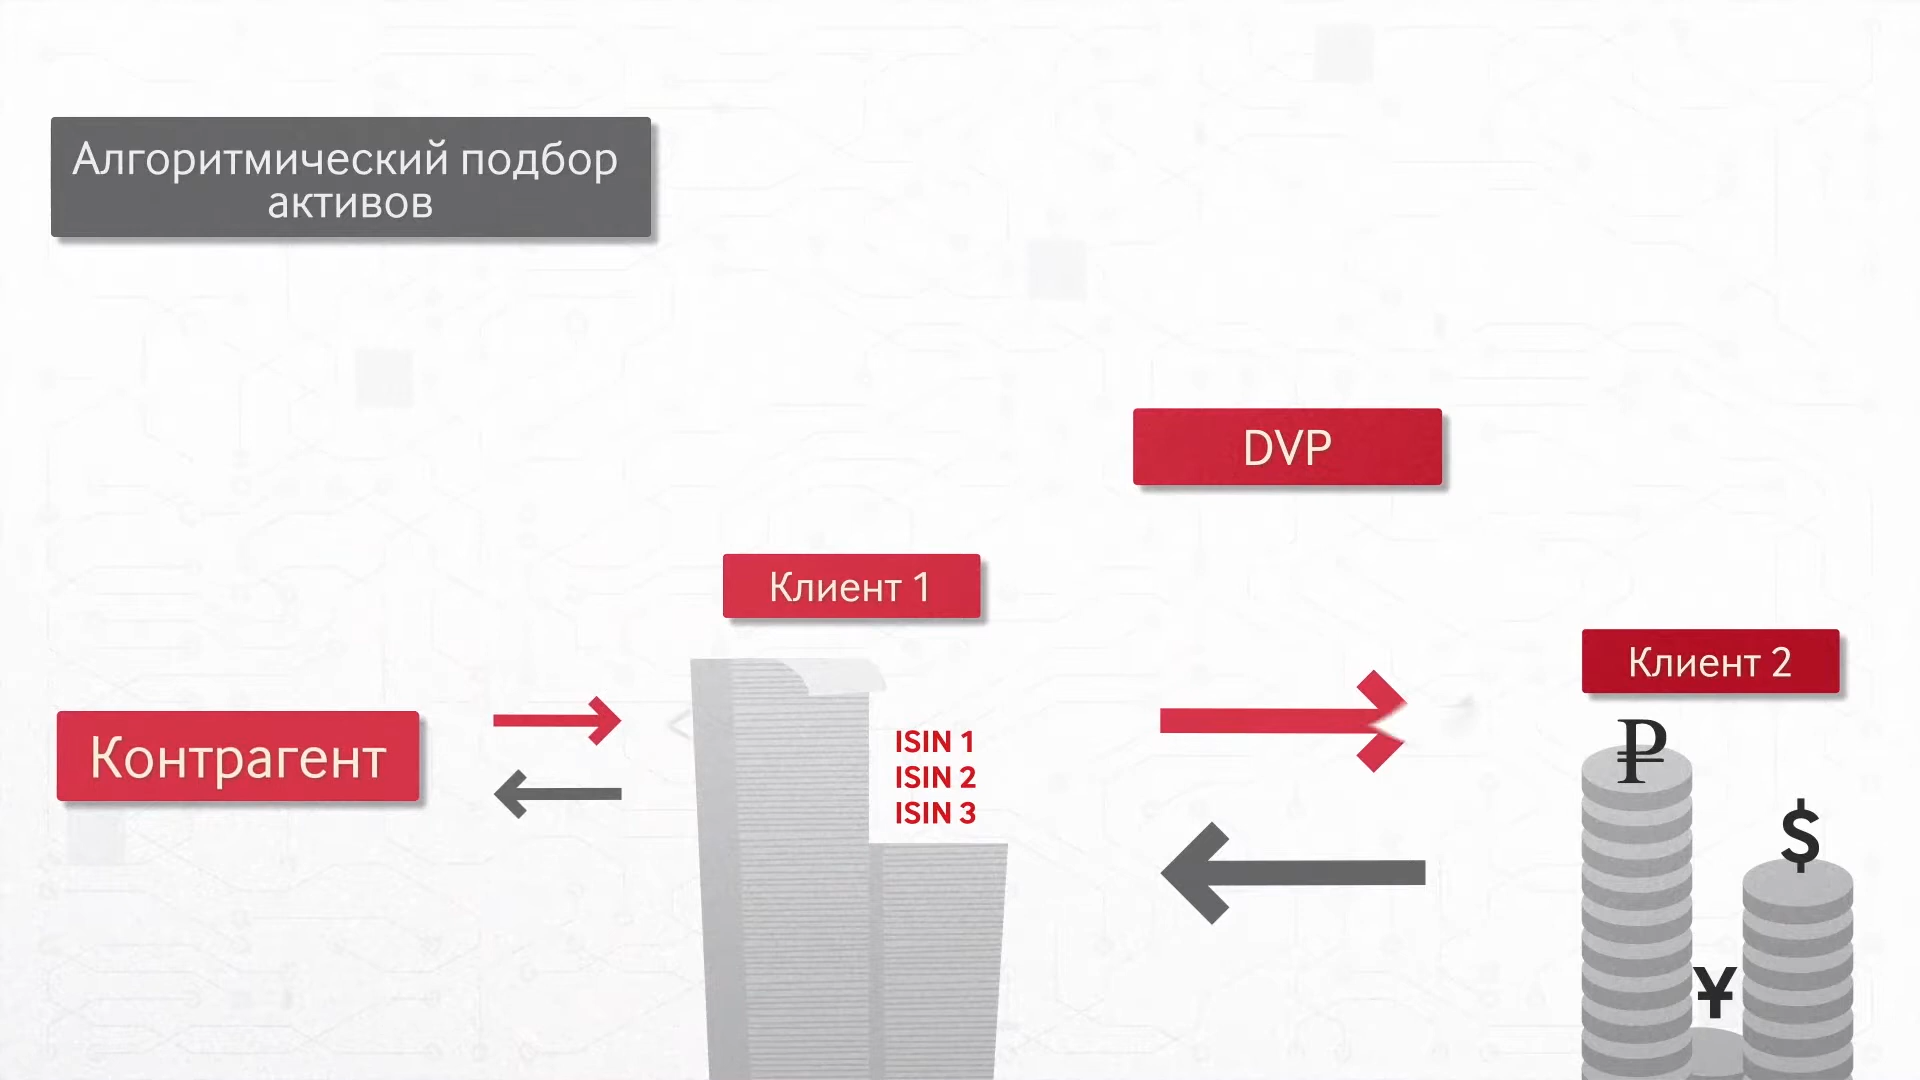 Алгоритмический подбор
активов
DVP
Клиент 1
Клиент 2
Контрагент
ISIN 1
ISIN 2
ISIN 3
₽
$
¥